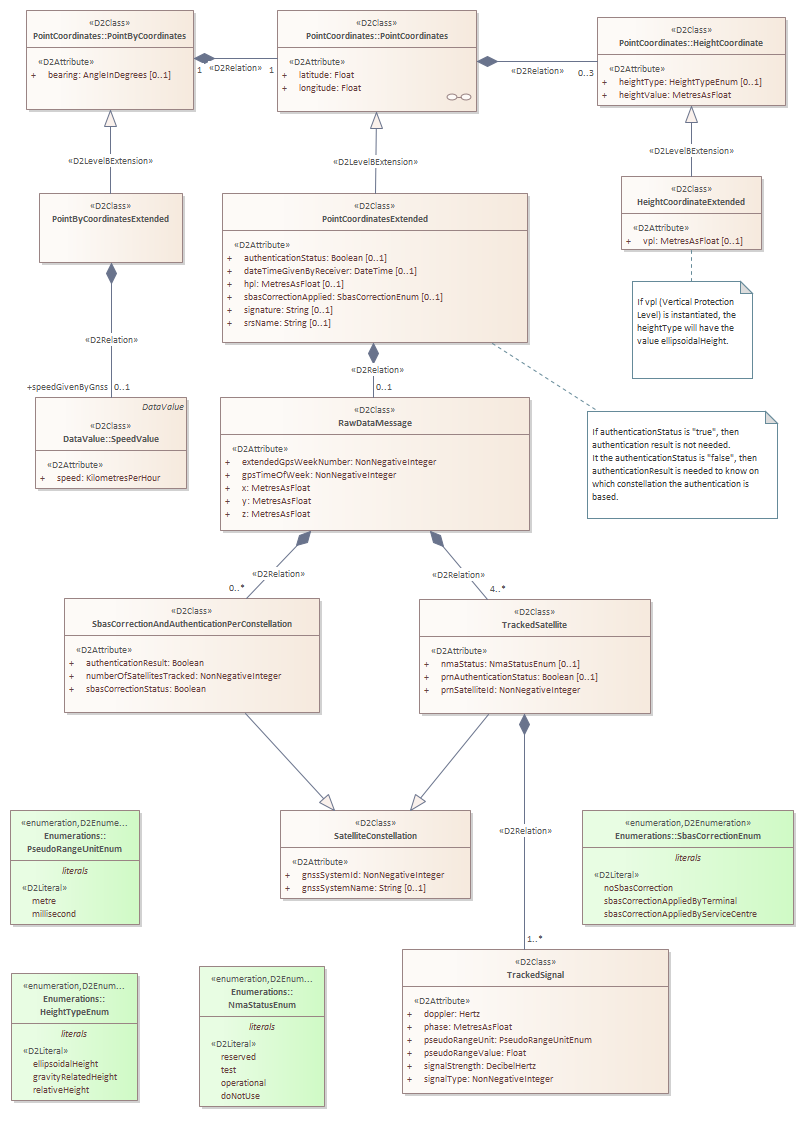 «D2Class»
PointCoordinates::PointByCoordinates
«D2Attribute»
+ bearing: AngleInDegrees [0..1]
1 «D2Relation» 1
«D2Class»
PointCoordinates::PointCoordinates
«D2Attribute»
+ latitude: Float
+ longitude: Float
«D2Relation» 0..3
«D2Class»
PointCoordinates::HeightCoordinate
«D2Attribute»
+ heightType: HeightTypeEnum [0..1]
+ heightValue: MetresAsFloat
«D2LevelBExtension»
«D2LevelBExtension»
«D2LevelBExtension»
«D2Class»
PointByCoordinatesExtended
«D2Class»
PointCoordinatesExtended
«D2Attribute»
+ authenticationStatus: Boolean [0..1]
+ dateTimeGivenByReceiver: DateTime [0..1]
+ hpl: MetresAsFloat [0..1]
+ sbasCorrectionApplied: SbasCorrectionEnum [0..1]
+ signature: String [0..1]
+ srsName: String [0..1]
«D2Class»
HeightCoordinateExtended
«D2Attribute»
+ vpl: MetresAsFloat [0..1]
If vpl (Vertical Protection
Level) is instantiated, the
heightType will have the
value ellipsoidalHeight.
«D2Relation»
+speedGivenByGnss 0..1
«D2Relation»
0..1
DataValue
«D2Class»
DataValue::SpeedValue
«D2Attribute»
+ speed: KilometresPerHour
«D2Class»
RawDataMessage
«D2Attribute»
+ extendedGpsWeekNumber: NonNegativeInteger
+ gpsTimeOfWeek: NonNegativeInteger
+ x: MetresAsFloat
+ y: MetresAsFloat
+ z: MetresAsFloat
If authenticationStatus is "true", then
authentication result is not needed.
It the authenticationStatus is "false", then
authenticationResult is needed to know on
which constellation the authentication is
based.
«D2Relation»
0..*
«D2Relation»
4..*
«D2Class»
SbasCorrectionAndAuthenticationPerConstellation
«D2Attribute»
+ authenticationResult: Boolean
+ numberOfSatellitesTracked: NonNegativeInteger
+ sbasCorrectionStatus: Boolean
«D2Class»
TrackedSatellite
«D2Attribute»
+ nmaStatus: NmaStatusEnum [0..1]
+ prnAuthenticationStatus: Boolean [0..1]
+ prnSatelliteId: NonNegativeInteger
«enumeration,D2Enume...
Enumerations::
PseudoRangeUnitEnum
literals
«D2Literal»
metre
millisecond
«D2Class»
SatelliteConstellation
«D2Attribute»
+ gnssSystemId: NonNegativeInteger
+ gnssSystemName: String [0..1]
«D2Relation»
1..*
«enumeration,D2Enumeration»
Enumerations::SbasCorrectionEnum
literals
«D2Literal»
noSbasCorrection
sbasCorrectionAppliedByTerminal
sbasCorrectionAppliedByServiceCentre
«enumeration,D2Enum...
Enumerations::
HeightTypeEnum
literals
«D2Literal»
ellipsoidalHeight
gravityRelatedHeight
relativeHeight
«enumeration,D2Enum...
Enumerations::
NmaStatusEnum
literals
«D2Literal»
reserved
test
operational
doNotUse
«D2Class»
TrackedSignal
«D2Attribute»
+ doppler: Hertz
+ phase: MetresAsFloat
+ pseudoRangeUnit: PseudoRangeUnitEnum
+ pseudoRangeValue: Float
+ signalStrength: DecibelHertz
+ signalType: NonNegativeInteger